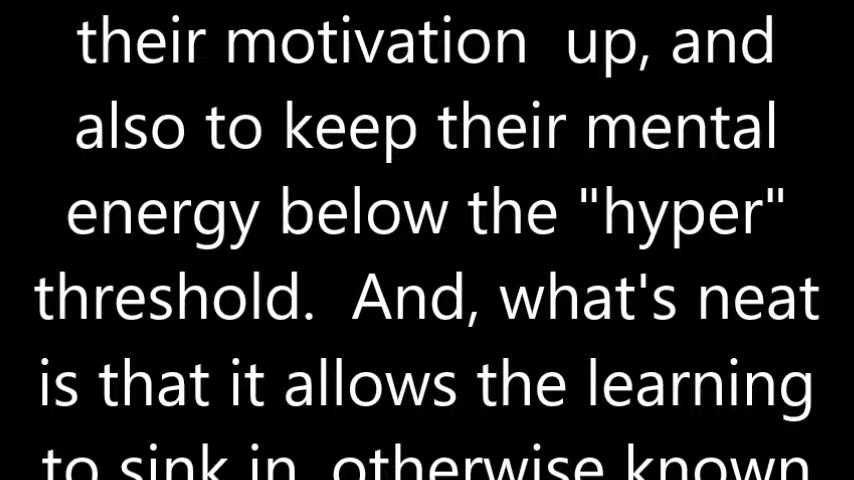 their motivation  up, and
also to keep their mental
energy below the "hyper"
threshold.  And, what's neat
is that it allows the learning
to sink in, otherwise known